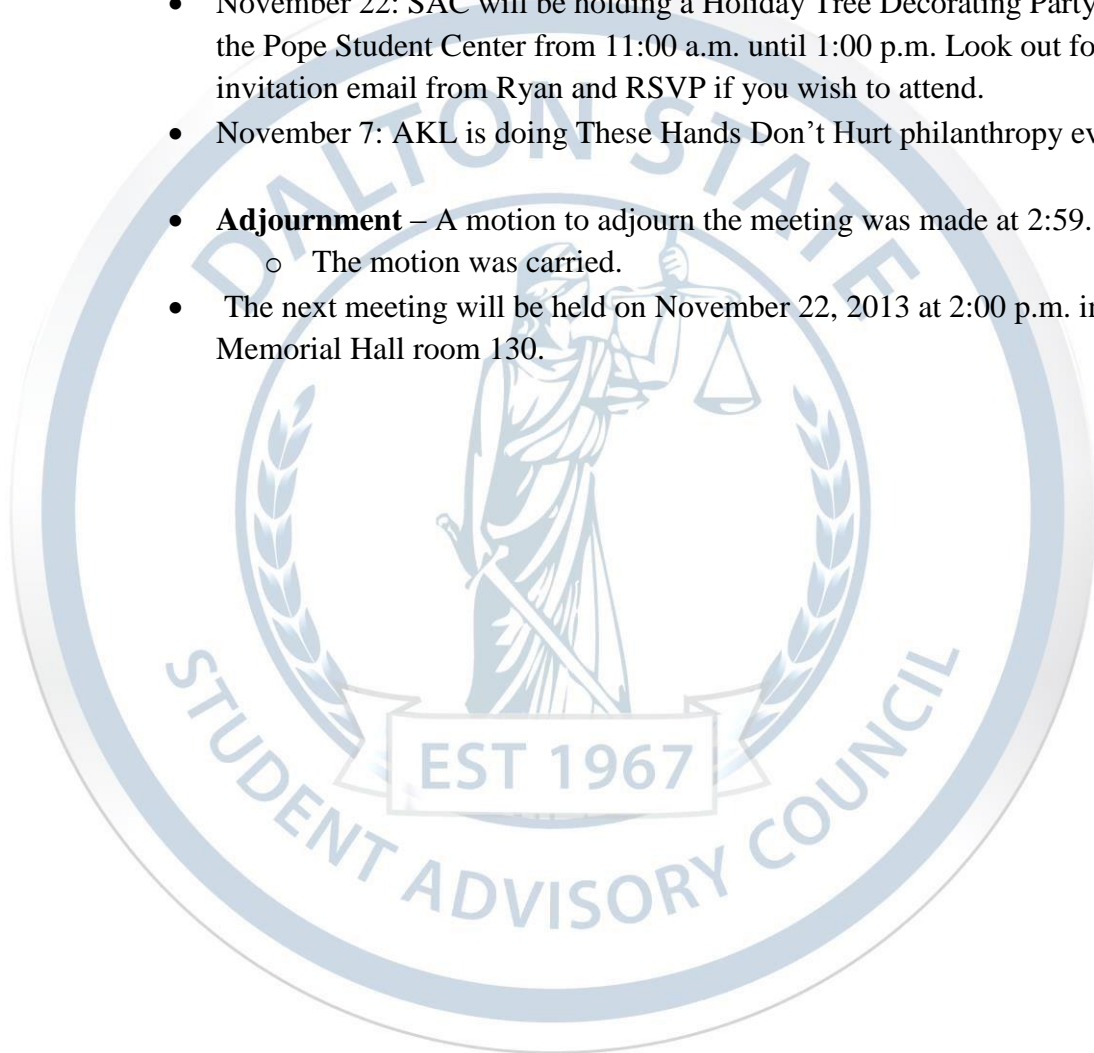 • November 22: SAC will be holding a Holiday Tree Decorating Party
the Pope Student Center from 11:00 a.m. until 1:00 p.m. Look out fo
invitation email from Ryan and RSVP if you wish to attend.
• November 7: AKL is doing These Hands Don’t Hurt philanthropy ev
• Adjournment – A motion to adjourn the meeting was made at 2:59.
o The motion was carried.
• The next meeting will be held on November 22, 2013 at 2:00 p.m. in
Memorial Hall room 130.
DALTON STATE
EST 1967
STUDENT ADVISORY COUNCIL